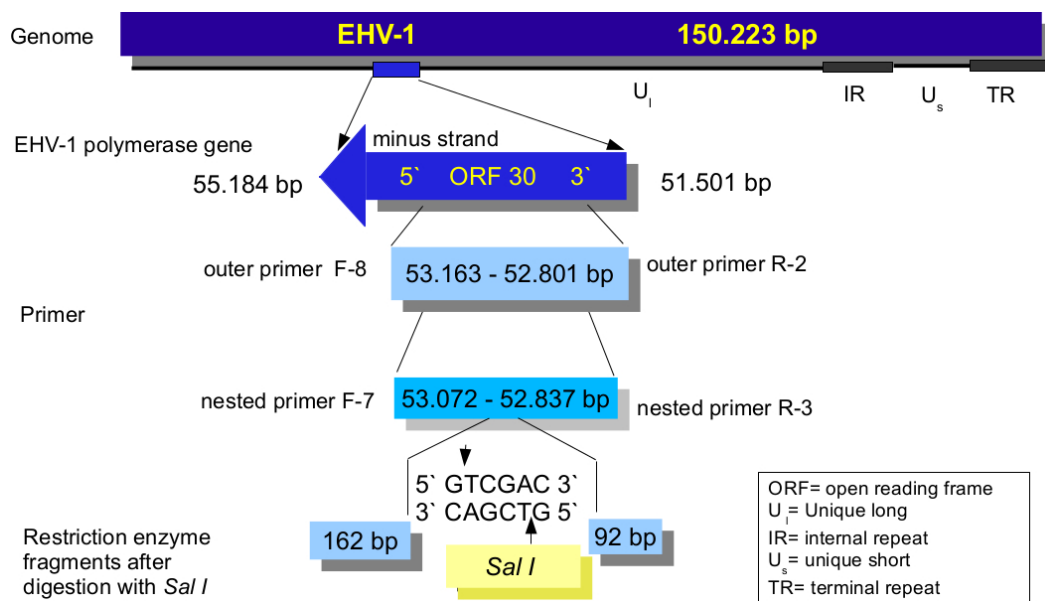 Genome
EHV-1
150.223 bp
U
l
IR
U
s
TR
EHV-1 polymerase gene
minus strand
55.184 bp
5` ORF 30 3`
51.501 bp
outer primer F-8
53.163 - 52.801 bp
outer primer R-2
Primer
nested primer F-7
53.072 - 52.837 bp
nested primer R-3
5` GTCGAC 3`
3` CAGCTG 5`
162 bp
92 bp
Sal I
Restriction enzyme
fragments after
digestion with Sal I
ORF= open reading frame
Ul= Unique long
IR= internal repeat
Us= unique short
TR= terminal repeat